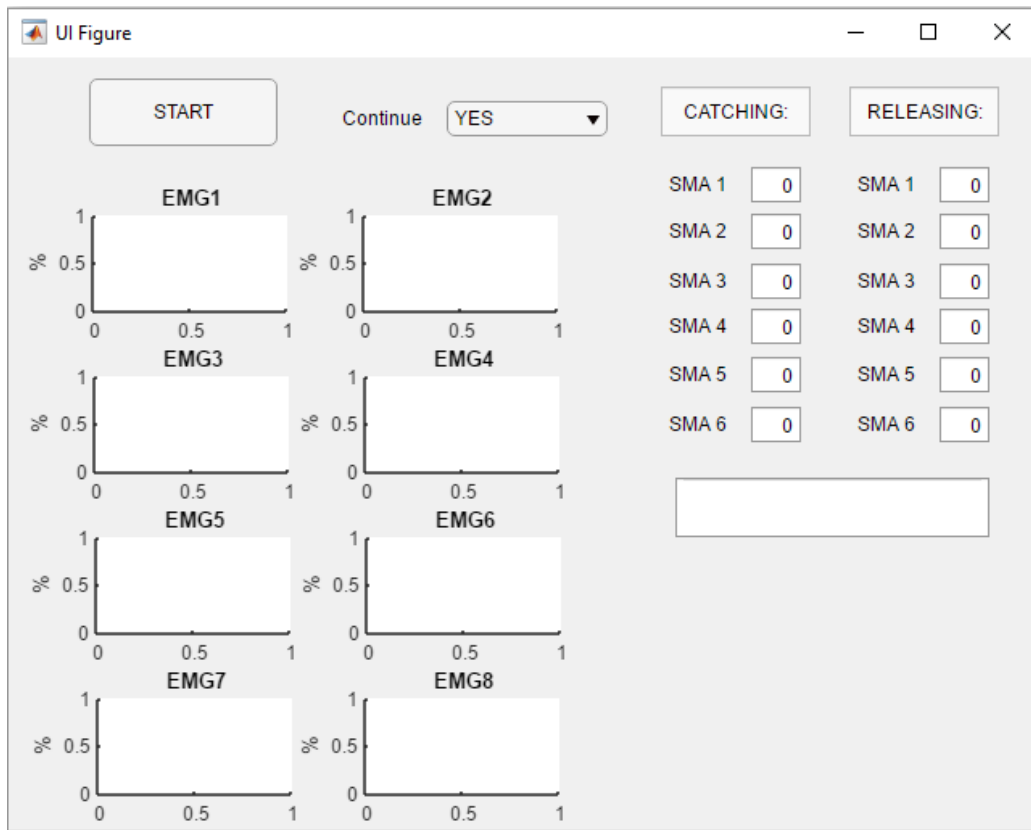 UI Figure
START
Continue YES
CATCHING: RELEASING:
SMA 1 0 SMA 1 0
SMA 2 0 SMA 2 0
SMA 3 0 SMA 3 0
SMA 4 0 SMA 4 0
SMA 5 0 SMA 5 0
SMA 6 0 SMA 6 0
EMG1 EMG2
1 1
% 0.5 % 0.5
0 0
0 0.5 1 0 0.5 1
EMG3 EMG4
1 1
% 0.5 % 0.5
0 0
0 0.5 1 0 0.5 1
EMG5 EMG6
1 1
% 0.5 % 0.5
0 0
0 0.5 1 0 0.5 1
EMG7 EMG8
1 1
% 0.5 % 0.5
0 0
0 0.5 1 0 0.5 1